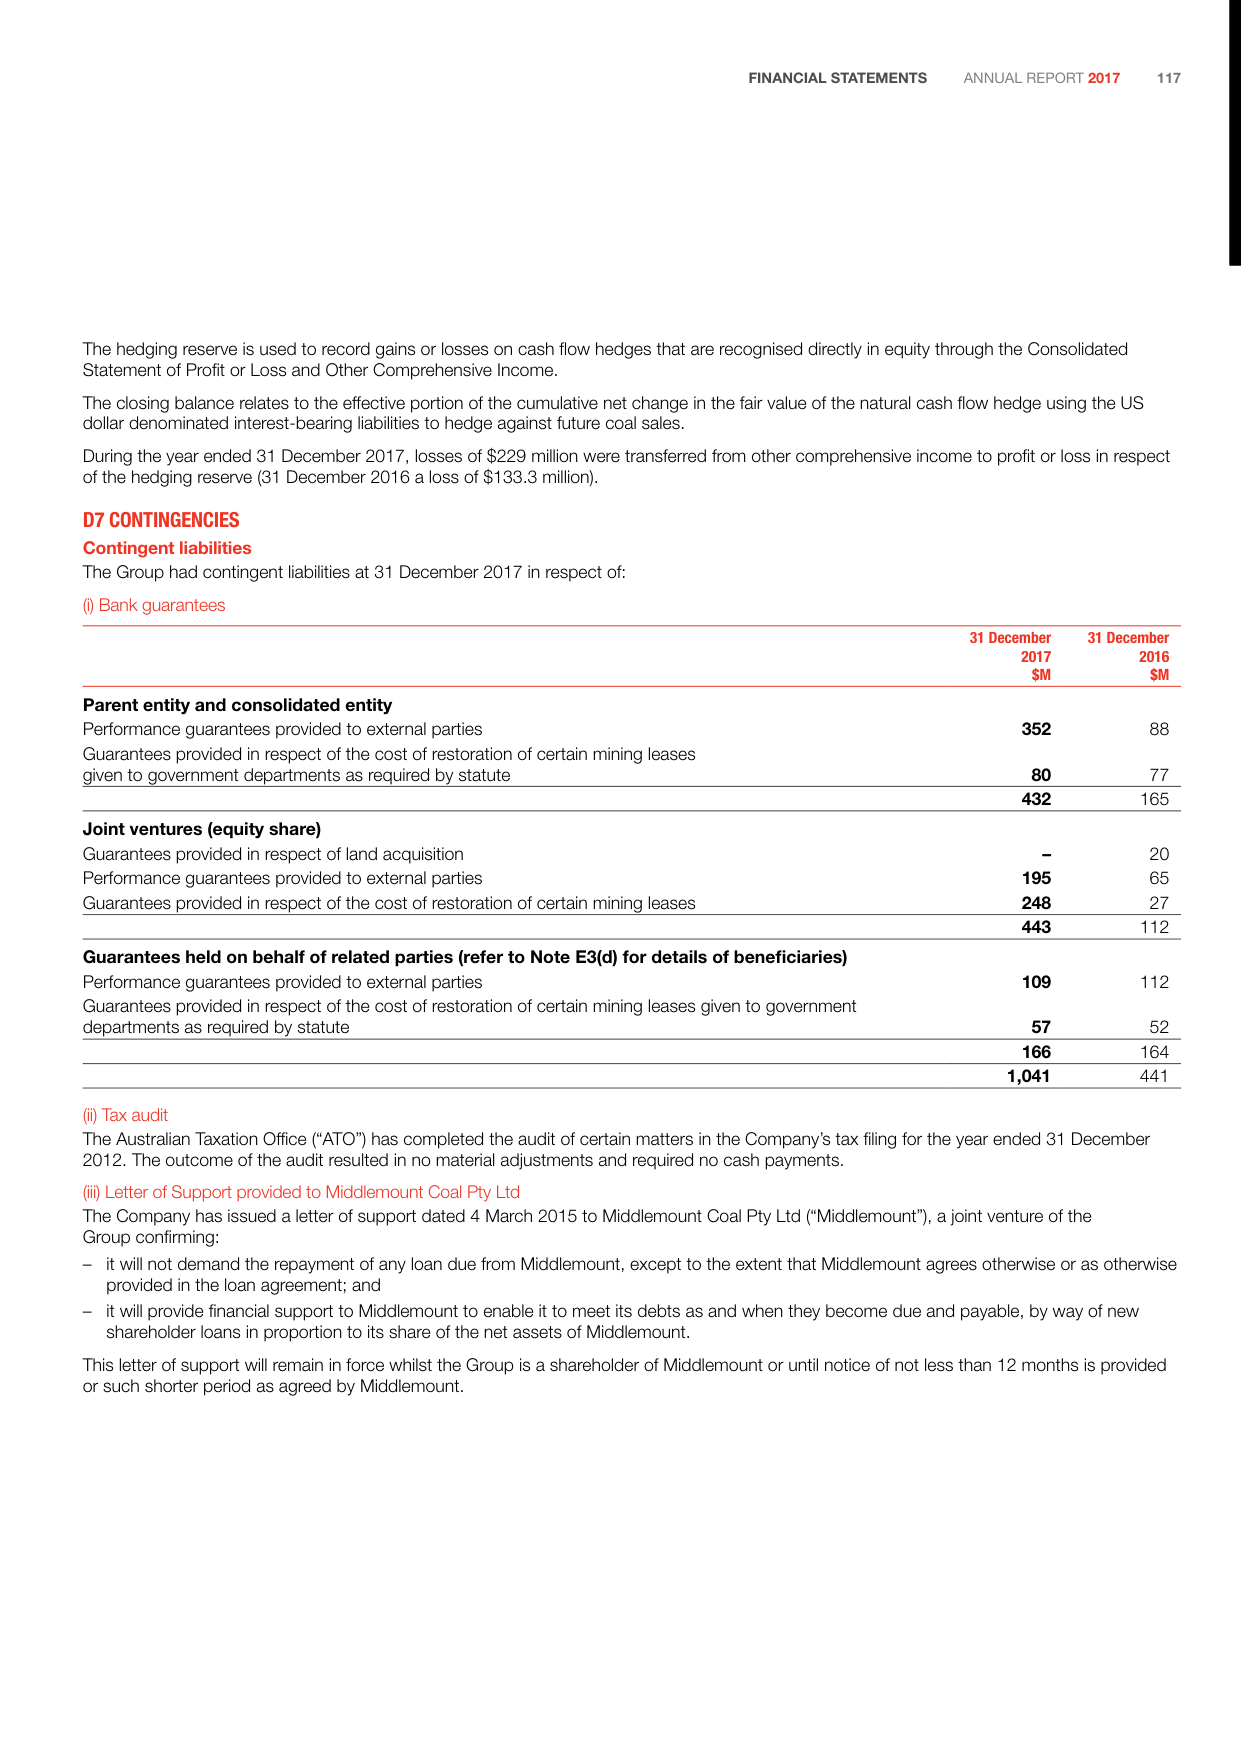 FINANCIAL STATEMENTS ANNUAL REPORT 2017 117
The hedging reserve is used to record gains or losses on cash flow hedges that are recognised directly in equity through the Consolidated
Statement of Profit or Loss and Other Comprehensive Income.
The closing balance relates to the effective portion of the cumulative net change in the fair value of the natural cash flow hedge using the US
dollar denominated interest-bearing liabilities to hedge against future coal sales.
During the year ended 31 December 2017, losses of $229 million were transferred from other comprehensive income to profit or loss in respect
of the hedging reserve (31 December 2016 a loss of $133.3 million).
D7 CONTINGENCIES
Contingent liabilities
The Group had contingent liabilities at 31 December 2017 in respect of:
(i) Bank guarantees
31 December 31 December
2017 2016
$M $M
Parent entity and consolidated entity
Performance guarantees provided to external parties 352 88
Guarantees provided in respect of the cost of restoration of certain mining leases
given to government departments as required by statute 80 77
432 165
Joint ventures (equity share)
Guarantees provided in respect of land acquisition – 20
Performance guarantees provided to external parties 195 65
Guarantees provided in respect of the cost of restoration of certain mining leases 248 27
443 112
Guarantees held on behalf of related parties (refer to Note E3(d) for details of beneficiaries)
Performance guarantees provided to external parties 109 112
Guarantees provided in respect of the cost of restoration of certain mining leases given to government
departments as required by statute 57 52
166 164
1,041 441
(ii) Tax audit
The Australian Taxation Office (“ATO”) has completed the audit of certain matters in the Company’s tax filing for the year ended 31 December
2012. The outcome of the audit resulted in no material adjustments and required no cash payments.
(iii) Letter of Support provided to Middlemount Coal Pty Ltd
The Company has issued a letter of support dated 4 March 2015 to Middlemount Coal Pty Ltd (“Middlemount”), a joint venture of the
Group confirming:
– it will not demand the repayment of any loan due from Middlemount, except to the extent that Middlemount agrees otherwise or as otherwise
provided in the loan agreement; and
– it will provide financial support to Middlemount to enable it to meet its debts as and when they become due and payable, by way of new
shareholder loans in proportion to its share of the net assets of Middlemount.
This letter of support will remain in force whilst the Group is a shareholder of Middlemount or until notice of not less than 12 months is provided
or such shorter period as agreed by Middlemount.